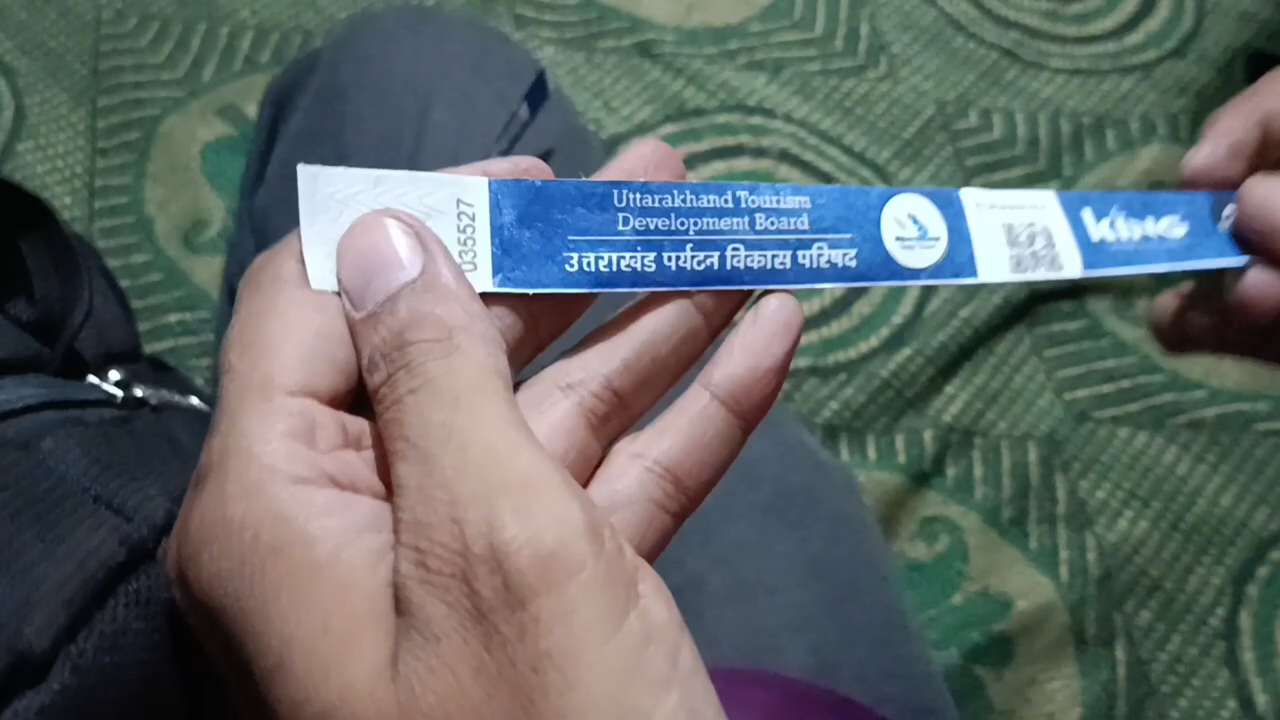 035527
Uttarakhand Tourism
Development Board
उत्तराखंड पर्यटन विकास परिषद
KING